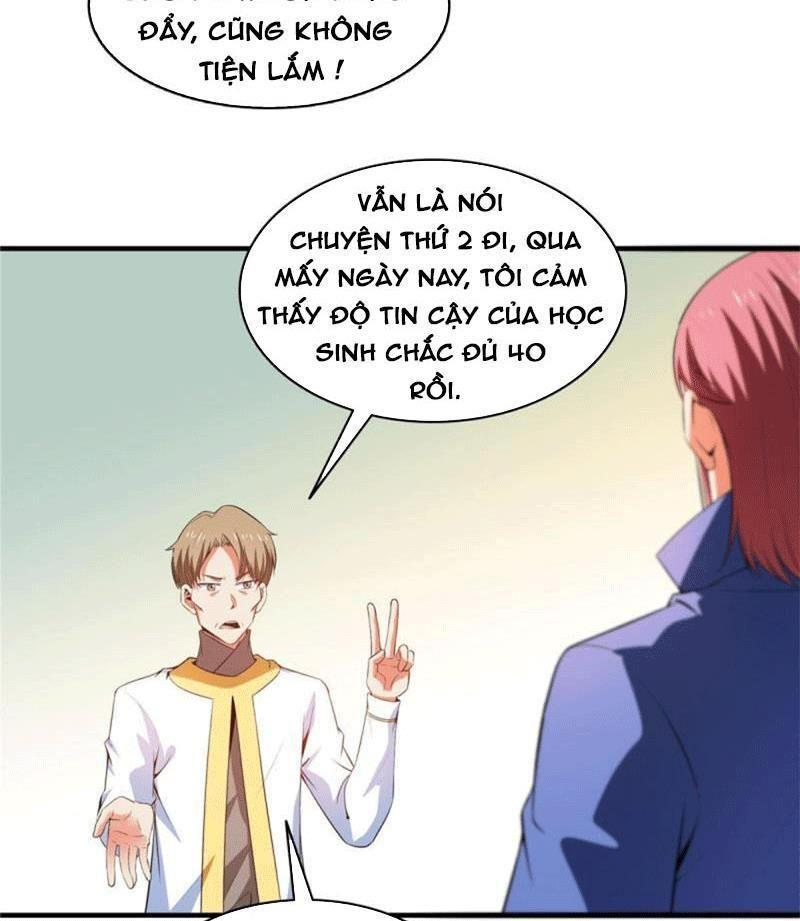 ĐẨY, CŨNG KHÔNG
TIỆN LẮM !
VẪN LÀ NÓI
CHUYỆN THỨ 2 ĐI, QUA
MẤY NGÀY NAY, TÔI CẢM
THẤY ĐỘ TIN CẬY CỦA HỌC
SINH CHẮC ĐỦ 40
RỒI.